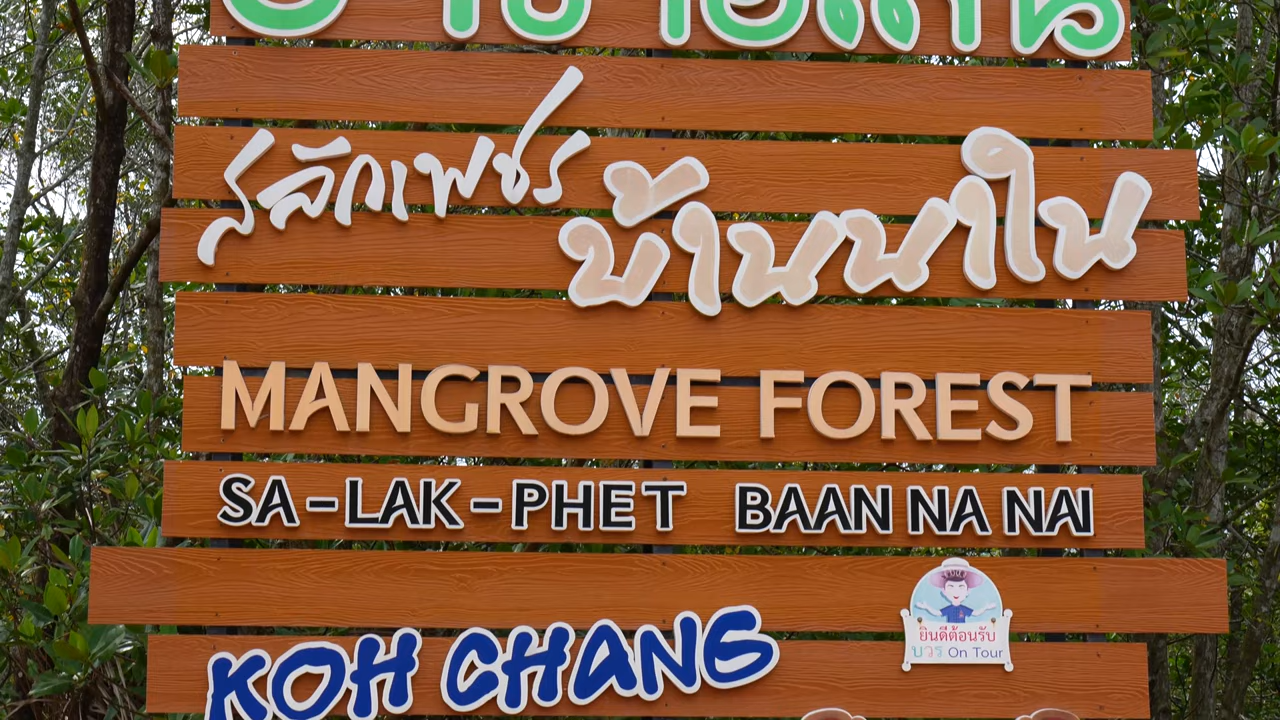 สลักเพชร บ้านนาใน
MANGROVE FOREST
SA-LAK-PHET BAAN NA NAI
ยินดีต้อนรับ
บวร On Tour
KOH CHANG